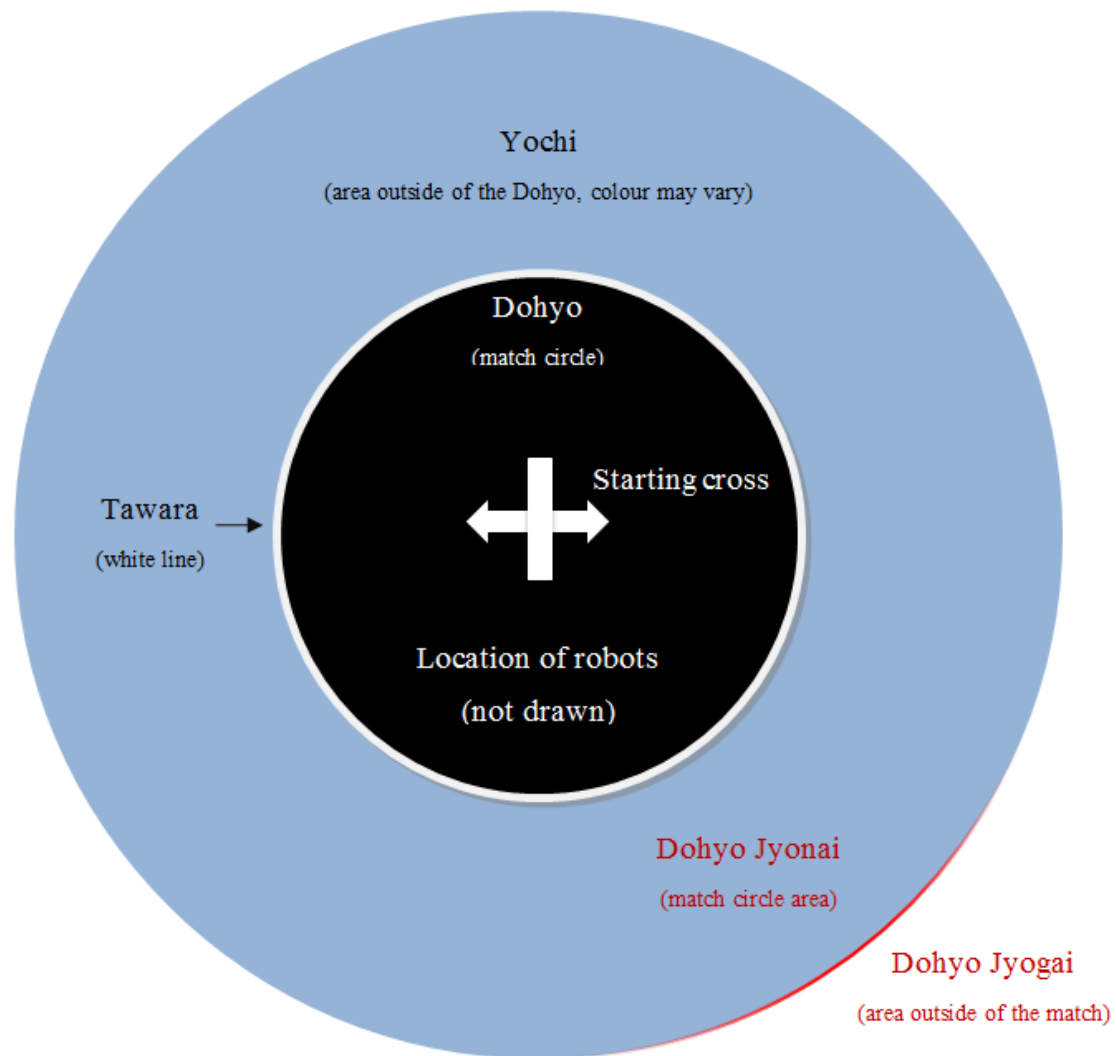 Yochi
(area outside of the Dohyo, colour may vary)
Dohyo
(match circle)
Starting cross
Tawara
(white line)
Location of robots
(not drawn)
Dohyo Jyonai
(match circle area)
Dohyo Jyogai
(area outside of the match)